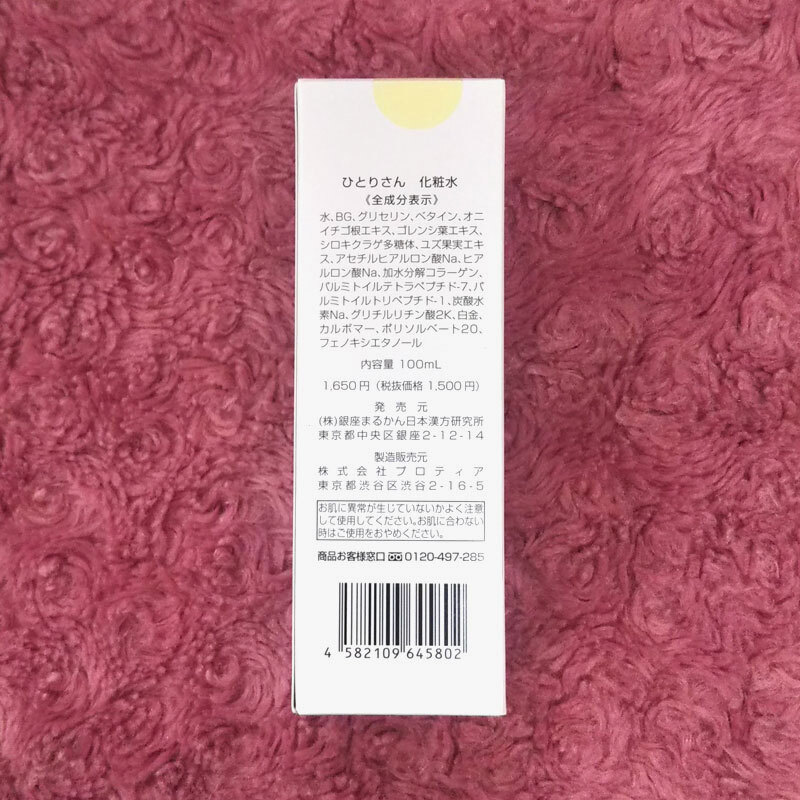 ひとりさん 化粧水
《全成分表示》
水、BG、グリセリン、ベタイン、オニ
イチゴ根エキス、ゴレンシ葉エキス、
シロキクラゲ多糖体、ユズ果実エキ
ス、アセチルヒアルロン酸Na、ヒア
ルロン酸Na、加水分解コラーゲン、
パルミトイルテトラペプチド-7、パ
ルミトイルトリペプチド-1、炭酸水
素Na、グリチルリチン酸2K、白金、
カルボマー、ポリソルベート20、
フェノキシエタノール
内容量 100mL
1,650円（税抜価格 1,500円）
発売元
(株)銀座まるかん日本漢方研究所
東京都中央区銀座2-12-14
製造販売元
株式会社プロティア
東京都渋谷区渋谷2-16-5
お肌に異常が生じていないかよく注意
して使用してください。お肌に合わない
時はご使用をおやめください。
商品お客様窓口 0120-497-285
4 582109 645802